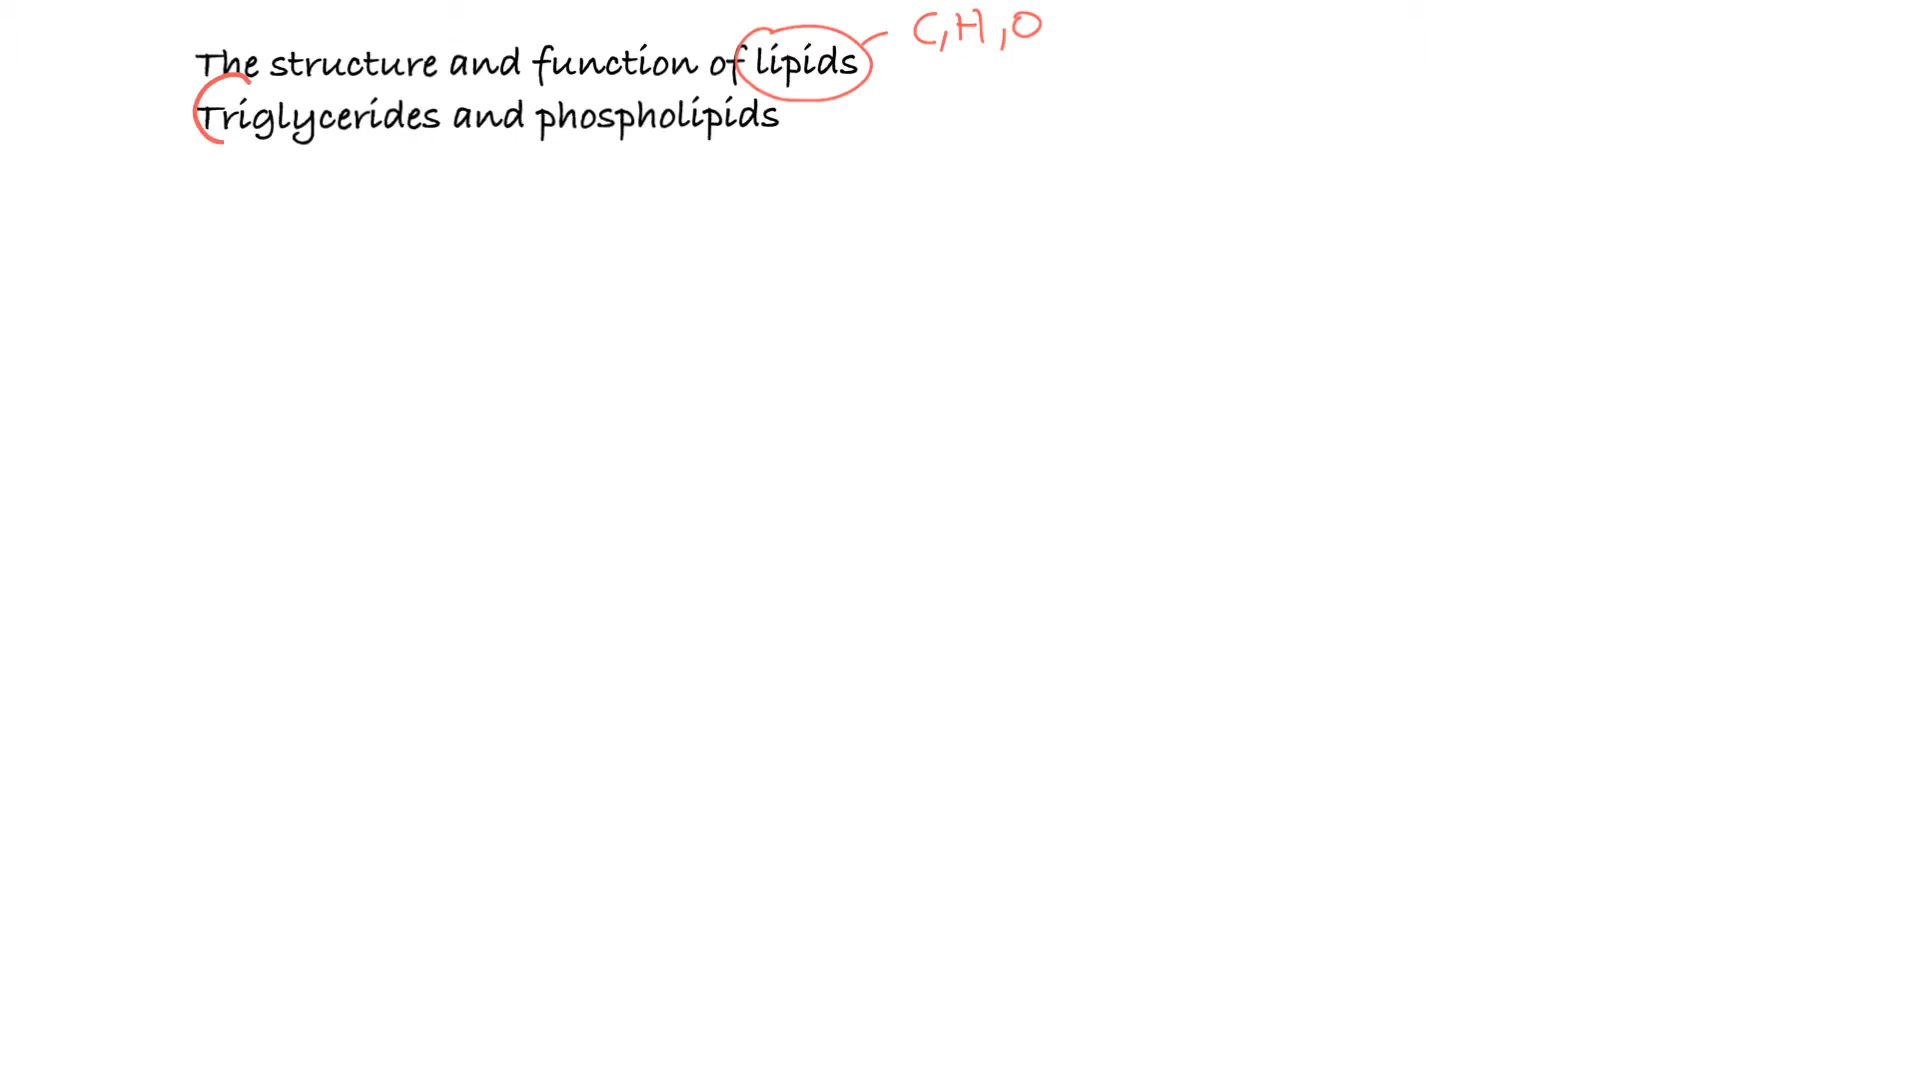 C, H, O
The structure and function of lipids
Triglycerides and phospholipids